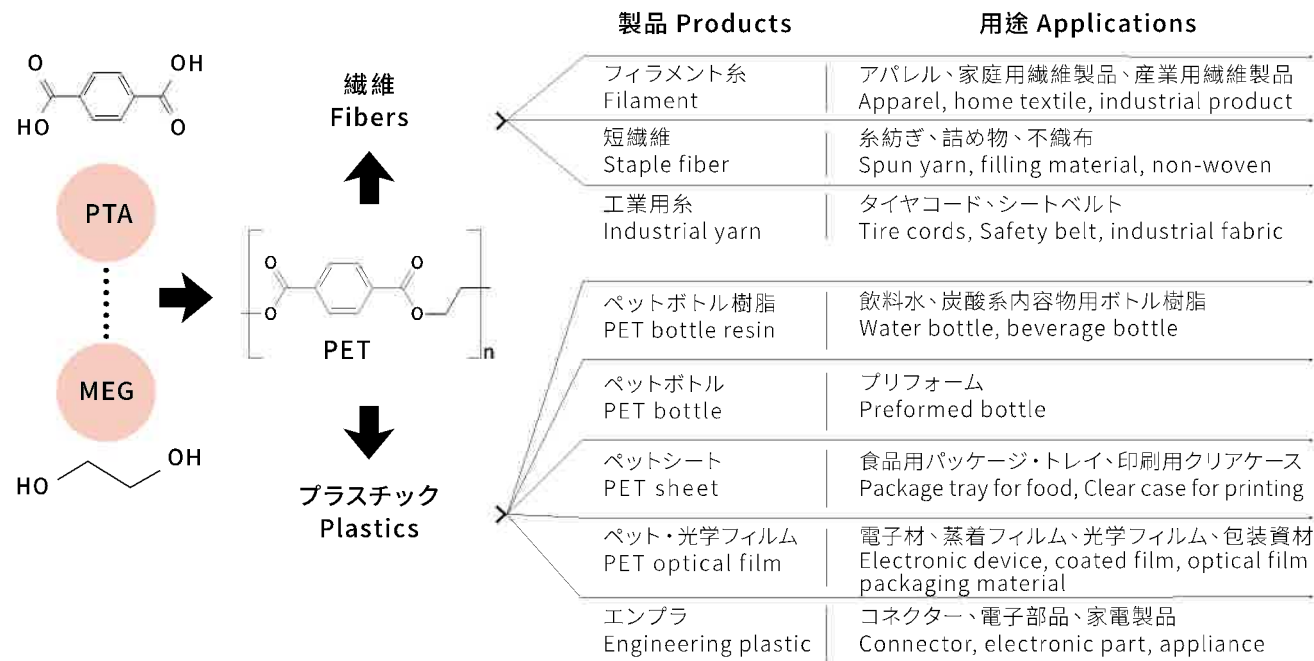 製品 Products
用途 Applications
O
OH
HO
O
PTA
MEG
HO
OH
繊維
Fibers
O
O
O
O
n
PET
プラスチック
Plastics
フィラメント糸
Filament
アパレル、家庭用繊維製品、産業用繊維製品
Apparel, home textile, industrial product
短繊維
Staple fiber
糸紡ぎ、詰め物、不織布
Spun yarn, filling material, non-woven
工業用糸
Industrial yarn
タイヤコード、シートベルト
Tire cords, Safety belt, industrial fabric
ペットボトル樹脂
PET bottle resin
飲料水、炭酸系内容物用ボトル樹脂
Water bottle, beverage bottle
ペットボトル
PET bottle
プリフォーム
Preformed bottle
ペットシート
PET sheet
食品用パッケージ・トレイ、印刷用クリアケース
Package tray for food, Clear case for printing
ペット・光学フィルム
PET optical film
電子材、蒸着フィルム、光学フィルム、包装資材
Electronic device, coated film, optical film
packaging material
エンプラ
Engineering plastic
コネクター、電子部品、家電製品
Connector, electronic part, appliance